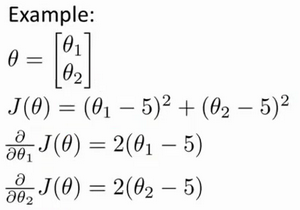 Example:
θ = [θ₁
θ₂]
J(θ) = (θ₁ − 5)² + (θ₂ − 5)²
∂/∂θ₁ J(θ) = 2(θ₁ − 5)
∂/∂θ₂ J(θ) = 2(θ₂ − 5)